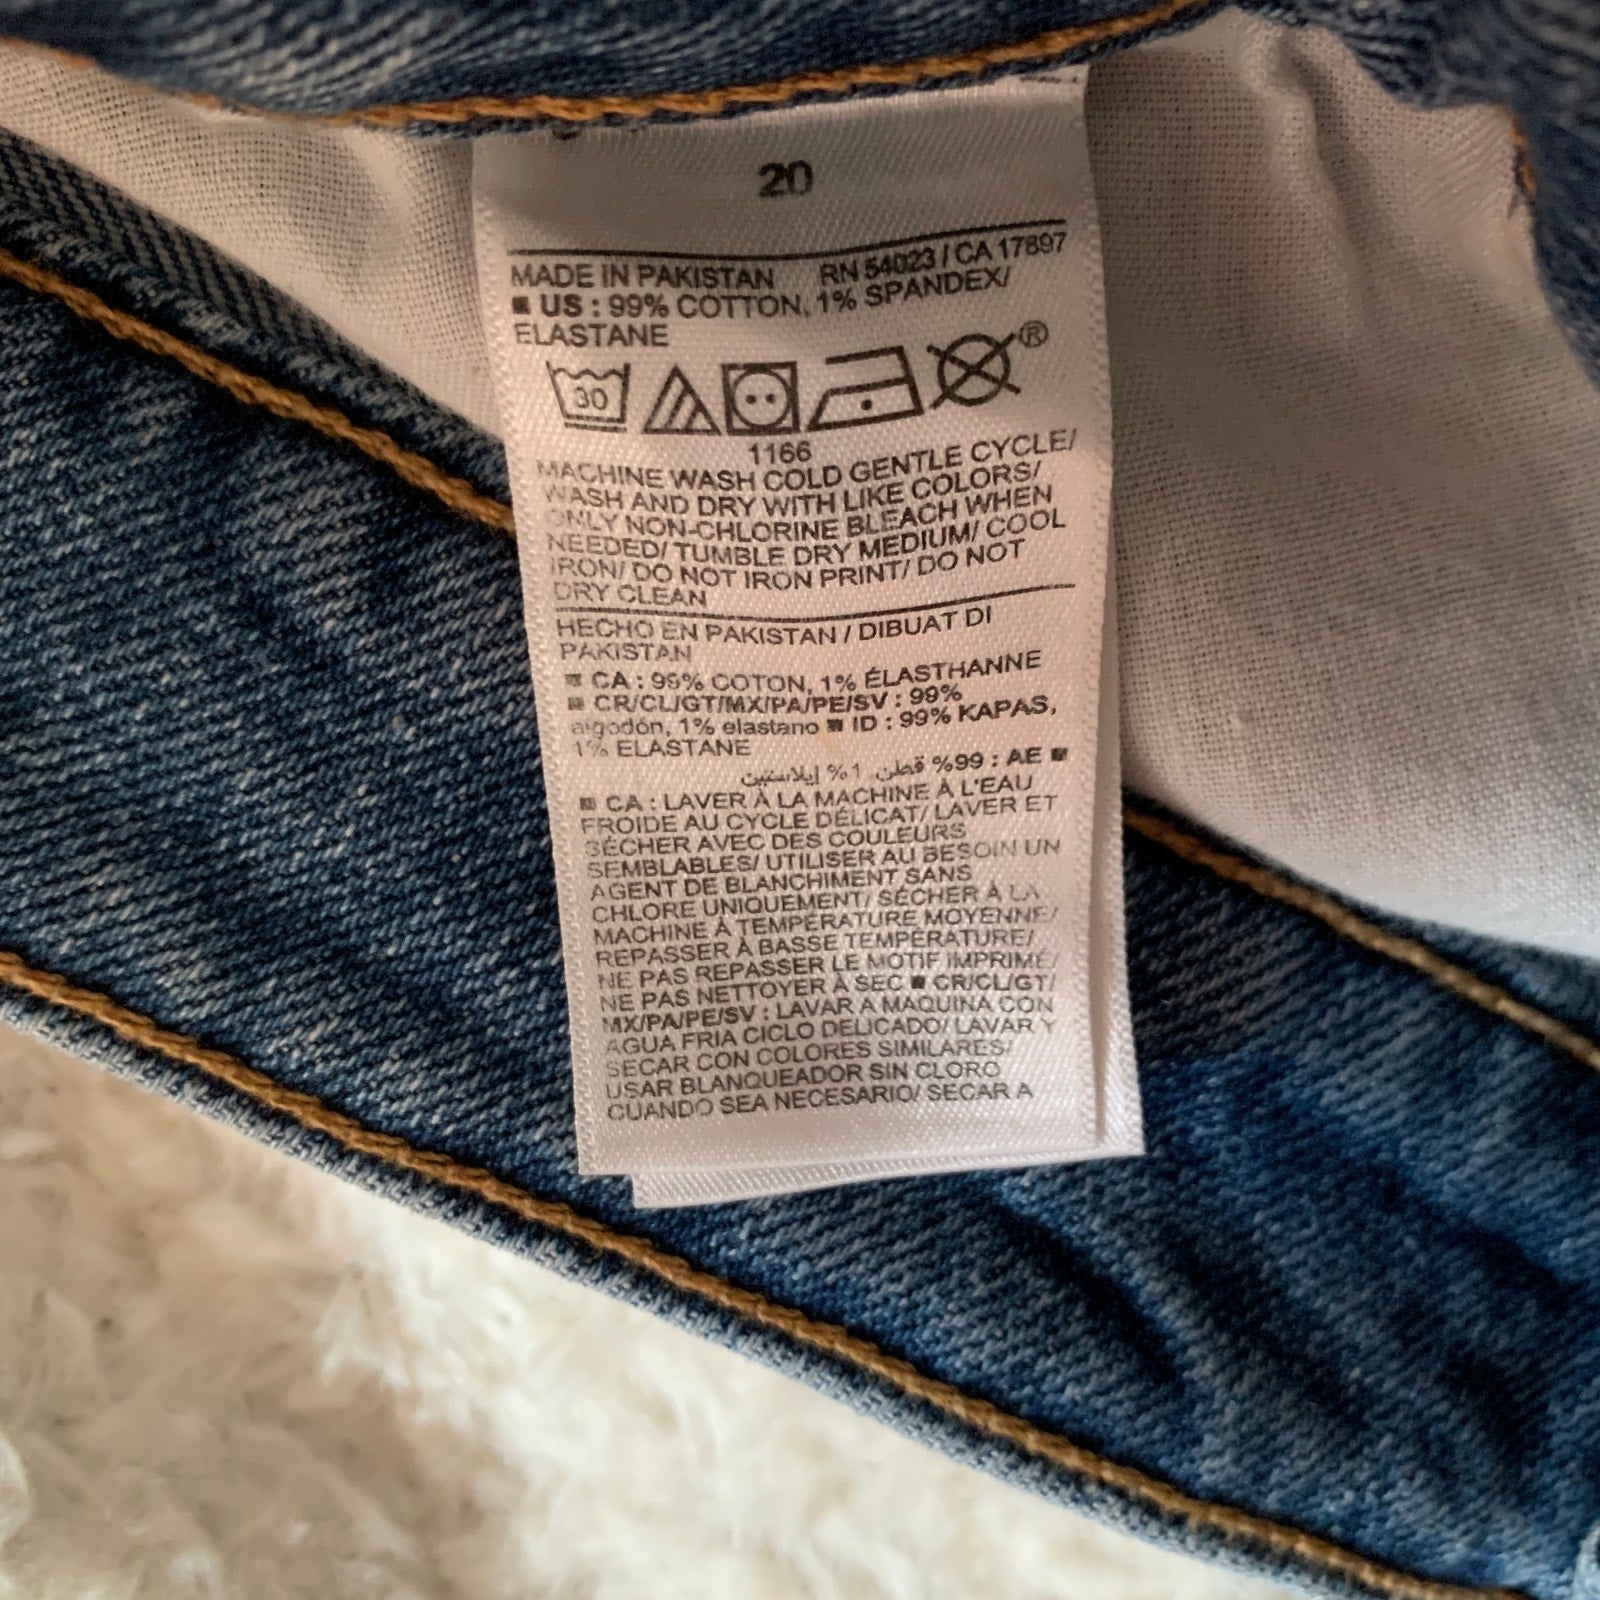 20
MADE IN PAKISTAN RN 54023 / CA 17897
US : 99% COTTON, 1% SPANDEX/
ELASTANE
30
®
1166
MACHINE WASH COLD GENTLE CYCLE/
WASH AND DRY WITH LIKE COLORS/
ONLY NON-CHLORINE BLEACH WHEN
NEEDED/ TUMBLE DRY MEDIUM/ COOL
IRON/ DO NOT IRON PRINT/ DO NOT
DRY CLEAN
HECHO EN PAKISTAN / DIBUAT DI
PAKISTAN
■ CA : 99% COTON, 1% ÉLASTHANNE
■ CR/CL/GT/MX/PA/PE/SV : 99%
algodón, 1% elastano ■ ID : 99% KAPAS,
1% ELASTANE
■ AE : 99% قطن, 1% إيلاستين
■ CA : LAVER À LA MACHINE À L'EAU
FROIDE AU CYCLE DÉLICAT/ LAVER ET
SÉCHER AVEC DES COULEURS
SEMBLABLES/ UTILISER AU BESOIN UN
AGENT DE BLANCHIMENT SANS
CHLORE UNIQUEMENT/ SÉCHER À LA
MACHINE À TEMPÉRATURE MOYENNE/
REPASSER À BASSE TEMPÉRATURE/
NE PAS REPASSER LE MOTIF IMPRIMÉ/
NE PAS NETTOYER À SEC ■ CR/CL/GT/
MX/PA/PE/SV : LAVAR A MAQUINA CON
AGUA FRIA CICLO DELICADO/ LAVAR Y
SECAR CON COLORES SIMILARES/
USAR BLANQUEADOR SIN CLORO
CUANDO SEA NECESARIO/ SECAR A